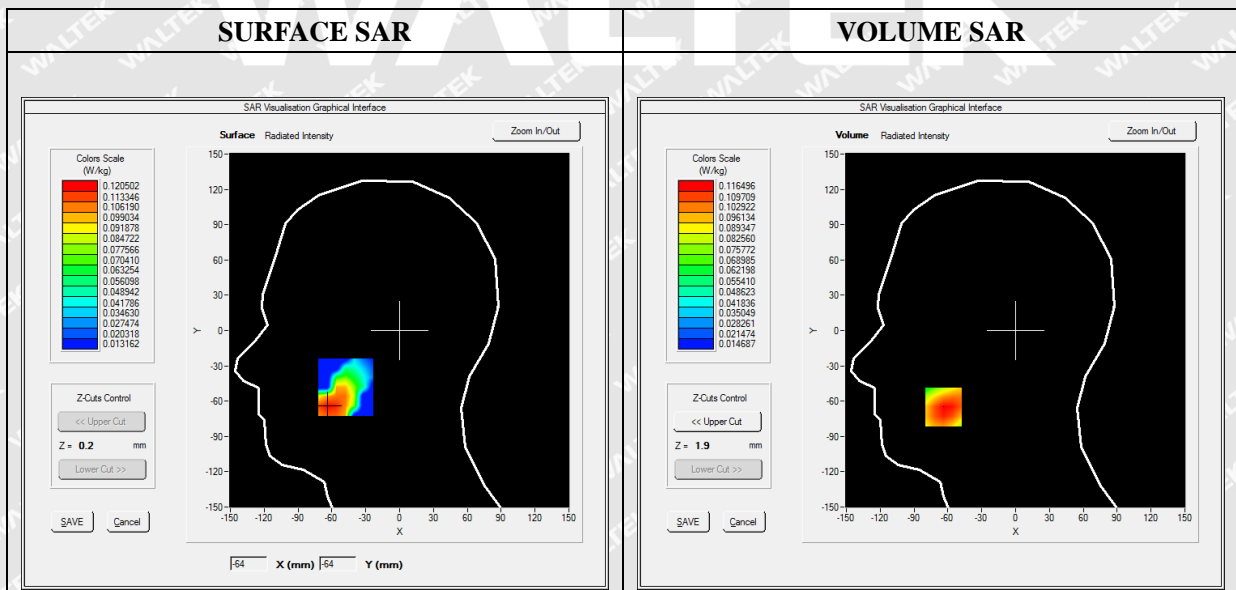 SURFACE SAR
VOLUME SAR
SAR Visualisation Graphical Interface
Surface Radiated Intensity
Zoom In/Out
Colors Scale
(W/kg)
0.120502
0.113346
0.106190
0.099034
0.091878
0.084722
0.077566
0.070410
0.063254
0.056098
0.048942
0.041786
0.034630
0.027474
0.020318
0.013162
Z-Cuts Control
<< Upper Cut
Z = 0.2 mm
Lower Cut >>
SAVE Cancel
150
120
90
60
30
0
-30
-60
-90
-120
-150
Y
-150 -120 -90 -60 -30 0 30 60 90 120 150
X
-64 X (mm) -64 Y (mm)
SAR Visualisation Graphical Interface
Volume Radiated Intensity
Zoom In/Out
Colors Scale
(W/kg)
0.116496
0.109709
0.102922
0.096134
0.089347
0.082560
0.075772
0.068985
0.062198
0.055410
0.048623
0.041836
0.035049
0.028261
0.021474
0.014687
Z-Cuts Control
<< Upper Cut
Z = 1.9 mm
Lower Cut >>
SAVE Cancel
150
120
90
60
30
0
-30
-60
-90
-120
-150
Y
-150 -120 -90 -60 -30 0 30 60 90 120 150
X
WALTEK